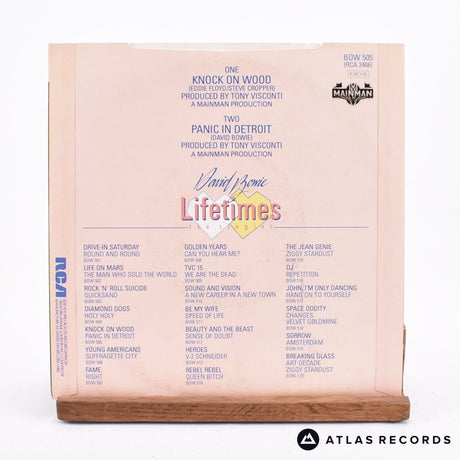 ONE
KNOCK ON WOOD
(EDDIE FLOYD/STEVE CROPPER)
PRODUCED BY TONY VISCONTI
A MAINMAN PRODUCTION
TWO
PANIC IN DETROIT
(DAVID BOWIE)
PRODUCED BY TONY VISCONTI
A MAINMAN PRODUCTION
BOW 505
(RCA 2466)
MAINMAN
David Bowie
Lifetimes
the singles
DRIVE-IN SATURDAY
ROUND AND ROUND
BOW 501
LIFE ON MARS
THE MAN WHO SOLD THE WORLD
BOW 502
ROCK 'N' ROLL SUICIDE
QUICKSAND
BOW 503
DIAMOND DOGS
HOLY HOLY
BOW 504
KNOCK ON WOOD
PANIC IN DETROIT
BOW 505
YOUNG AMERICANS
SUFFRAGETTE CITY
BOW 506
FAME
RIGHT
BOW 507
GOLDEN YEARS
CAN YOU HEAR ME?
BOW 508
TVC 15
WE ARE THE DEAD
BOW 509
SOUND AND VISION
A NEW CAREER IN A NEW TOWN
BOW 510
BE MY WIFE
SPEED OF LIFE
BOW 511
BEAUTY AND THE BEAST
SENSE OF DOUBT
BOW 512
HEROES
V-2 SCHNEIDER
BOW 513
REBEL REBEL
QUEEN BITCH
BOW 514
THE JEAN GENIE
ZIGGY STARDUST
BOW 515
DJ
REPETITION
BOW 516
JOHN, I'M ONLY DANCING
HANG ON TO YOURSELF
BOW 517
SPACE ODDITY
CHANGES
VELVET GOLDMINE
BOW 518
SORROW
AMSTERDAM
BOW 519
BREAKING GLASS
ART DECADE
ZIGGY STARDUST
BOW 520
RCA
ATLAS RECORDS